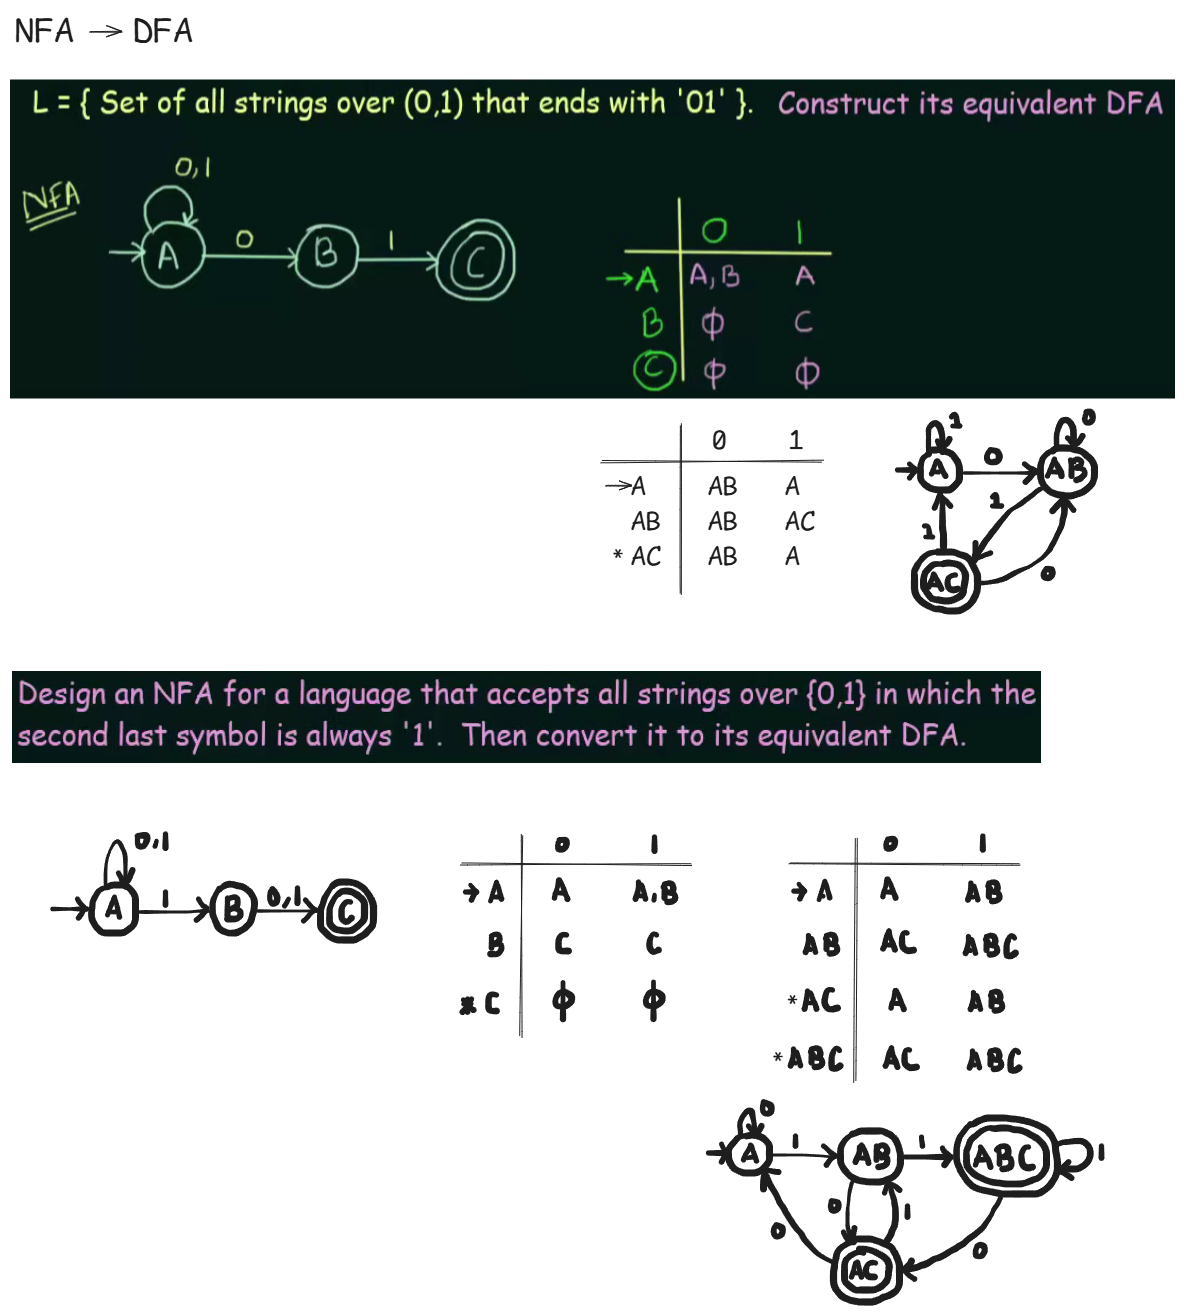 NFA → DFA
L = { Set of all strings over (0,1) that ends with '01' }. Construct its equivalent DFA
NFA
0,1
A 0 B 1 C
0 1
→A A,B A
B Φ C
C Φ Φ
0 1
→A AB A
AB AB AC
* AC AB A
1 0
A 0 AB
1 1
AC 0
Design an NFA for a language that accepts all strings over {0,1} in which the
second last symbol is always '1'. Then convert it to its equivalent DFA.
0,1
A 1 B 0,1 C
0 1
→ A A A,B
B C C
* C Φ Φ
0 1
→ A A AB
AB AC ABC
*AC A AB
*ABC AC ABC
0
A 1 AB 1 ABC 1
0 0 1 0
AC